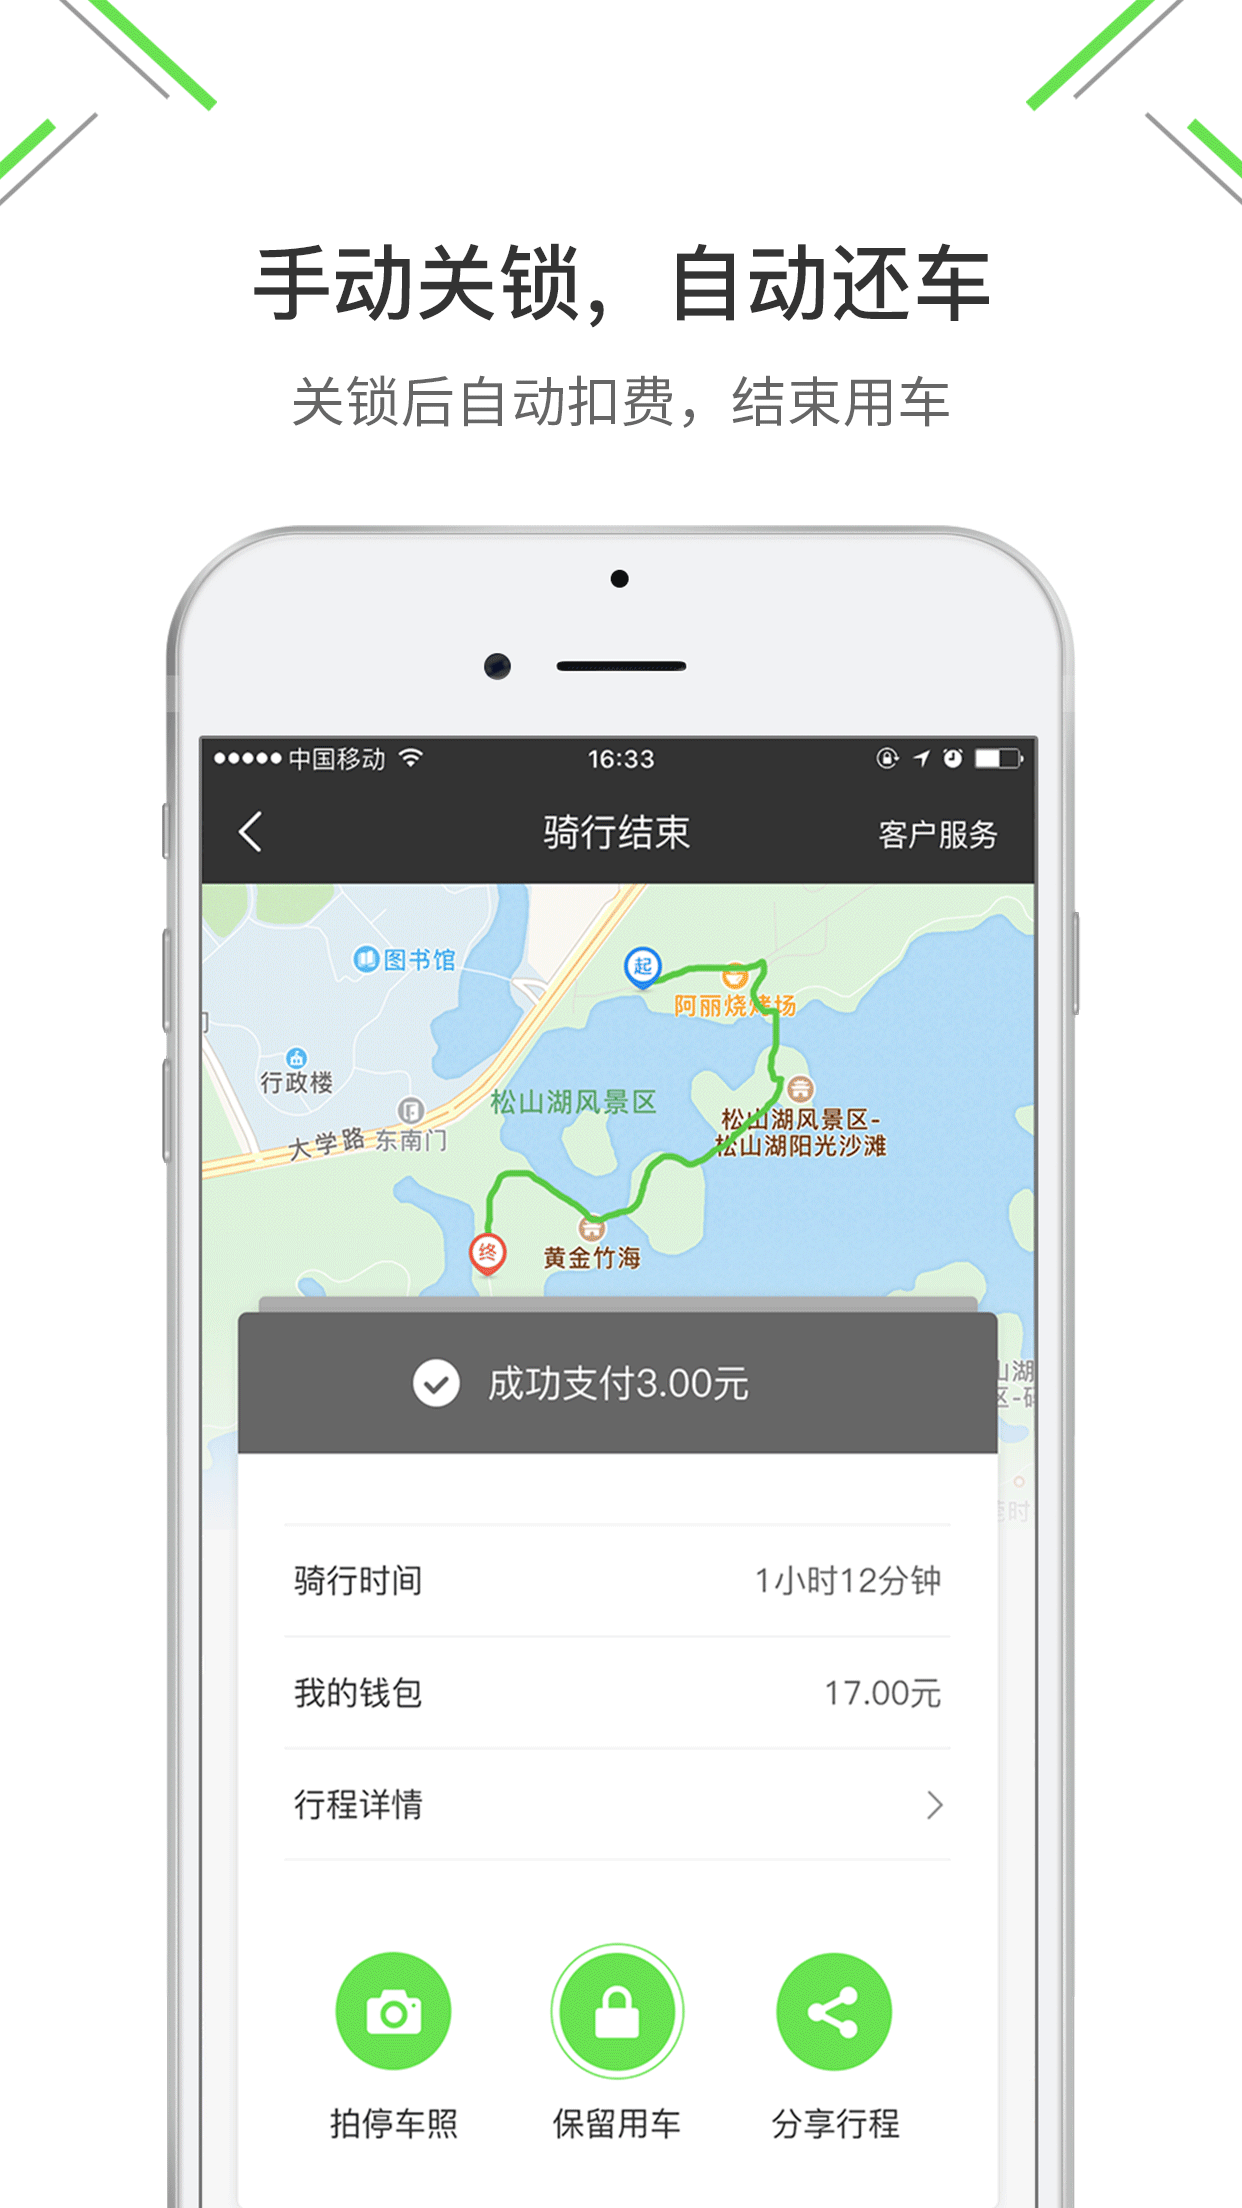 手动关锁，自动还车
关锁后自动扣费，结束用车
中国移动
16:33
骑行结束
客户服务
图书馆
起
阿丽烧烤场
行政楼
松山湖风景区
松山湖风景区-
松山湖阳光沙滩
大学路
东南门
终
黄金竹海
山湖
区-
成功支付3.00元
时
骑行时间
1小时12分钟
我的钱包
17.00元
行程详情
拍停车照
保留用车
分享行程